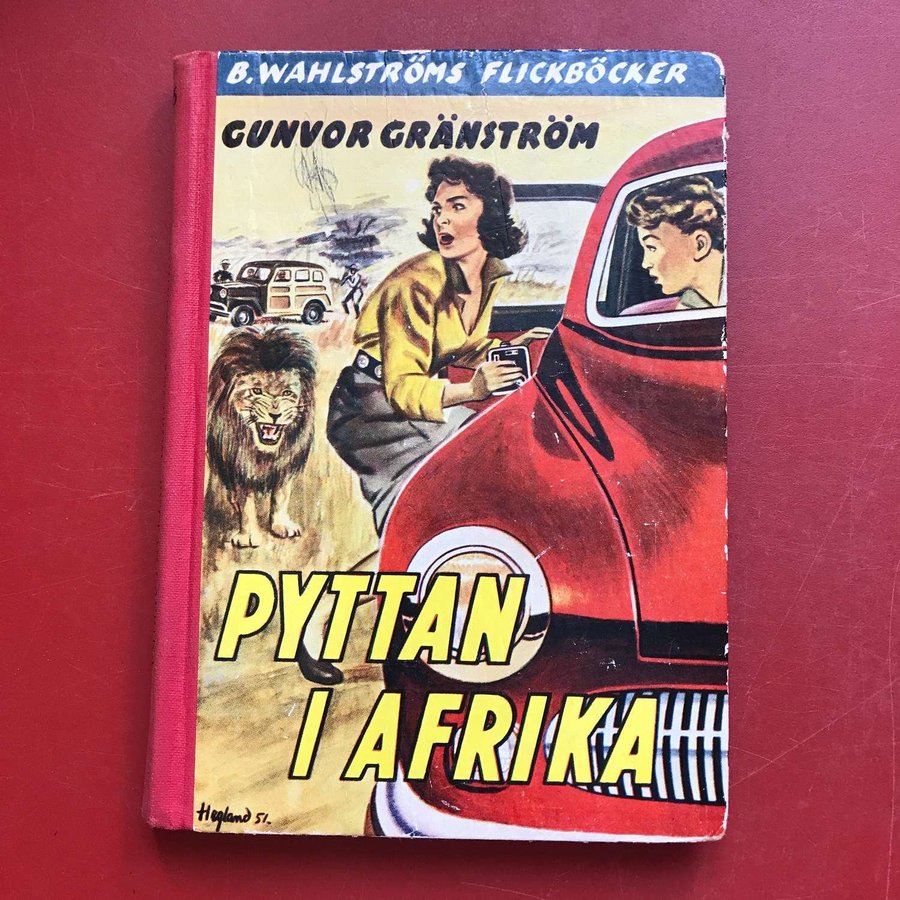 B. WAHLSTRÖMS FLICKBÖCKER
GUNVOR GRÄNSTRÖM
PYTTAN
I AFRIKA
Hegland 51.